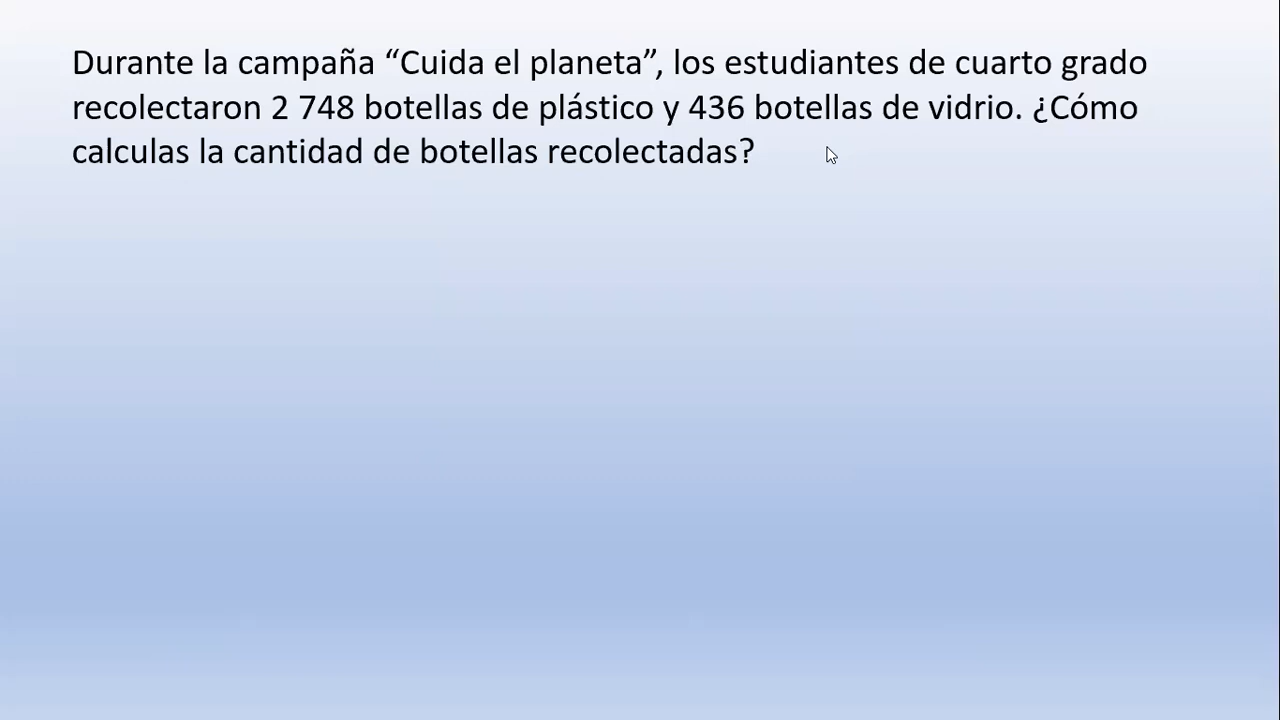 Durante la campaña “Cuida el planeta”, los estudiantes de cuarto grado
recolectaron 2 748 botellas de plástico y 436 botellas de vidrio. ¿Cómo
calculas la cantidad de botellas recolectadas?